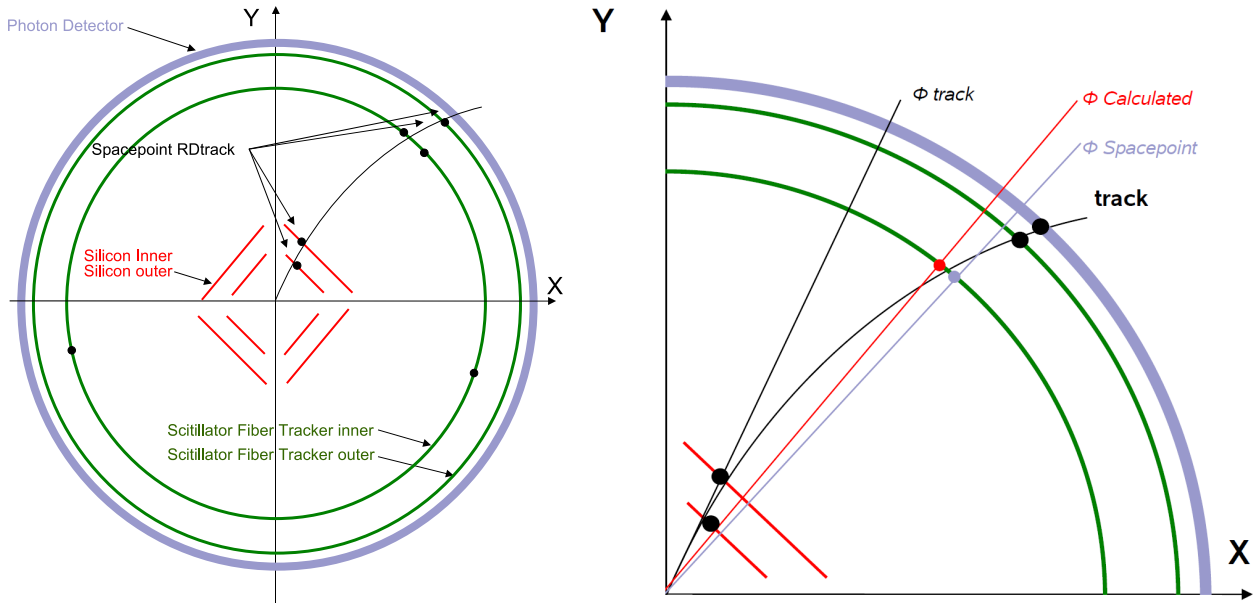 Photon Detector
Y
Spacepoint RDtrack
Silicon Inner
Silicon outer
X
Scitillator Fiber Tracker inner
Scitillator Fiber Tracker outer
Y
Φ track
Φ Calculated
Φ Spacepoint
track
X